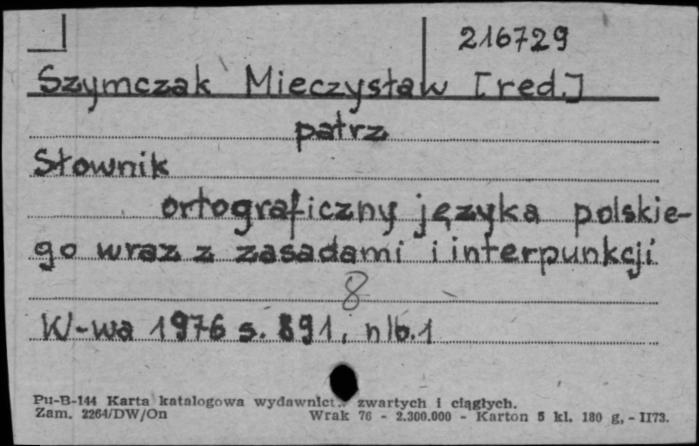 216729
Szymczak Mieczysław [red.]
patrz
Słownik
ortograficzny języka polskie-
go wraz z zasadami i interpunkcji
8
W-wa 1976 s. 891, nlb.1
Pu-B-144 Karta katalogowa zwartych i ciągłych.
Zam. 2264/DW/On Wrak 76 - 2.300.000 - Karton 5 kl. 180 g, - II73.